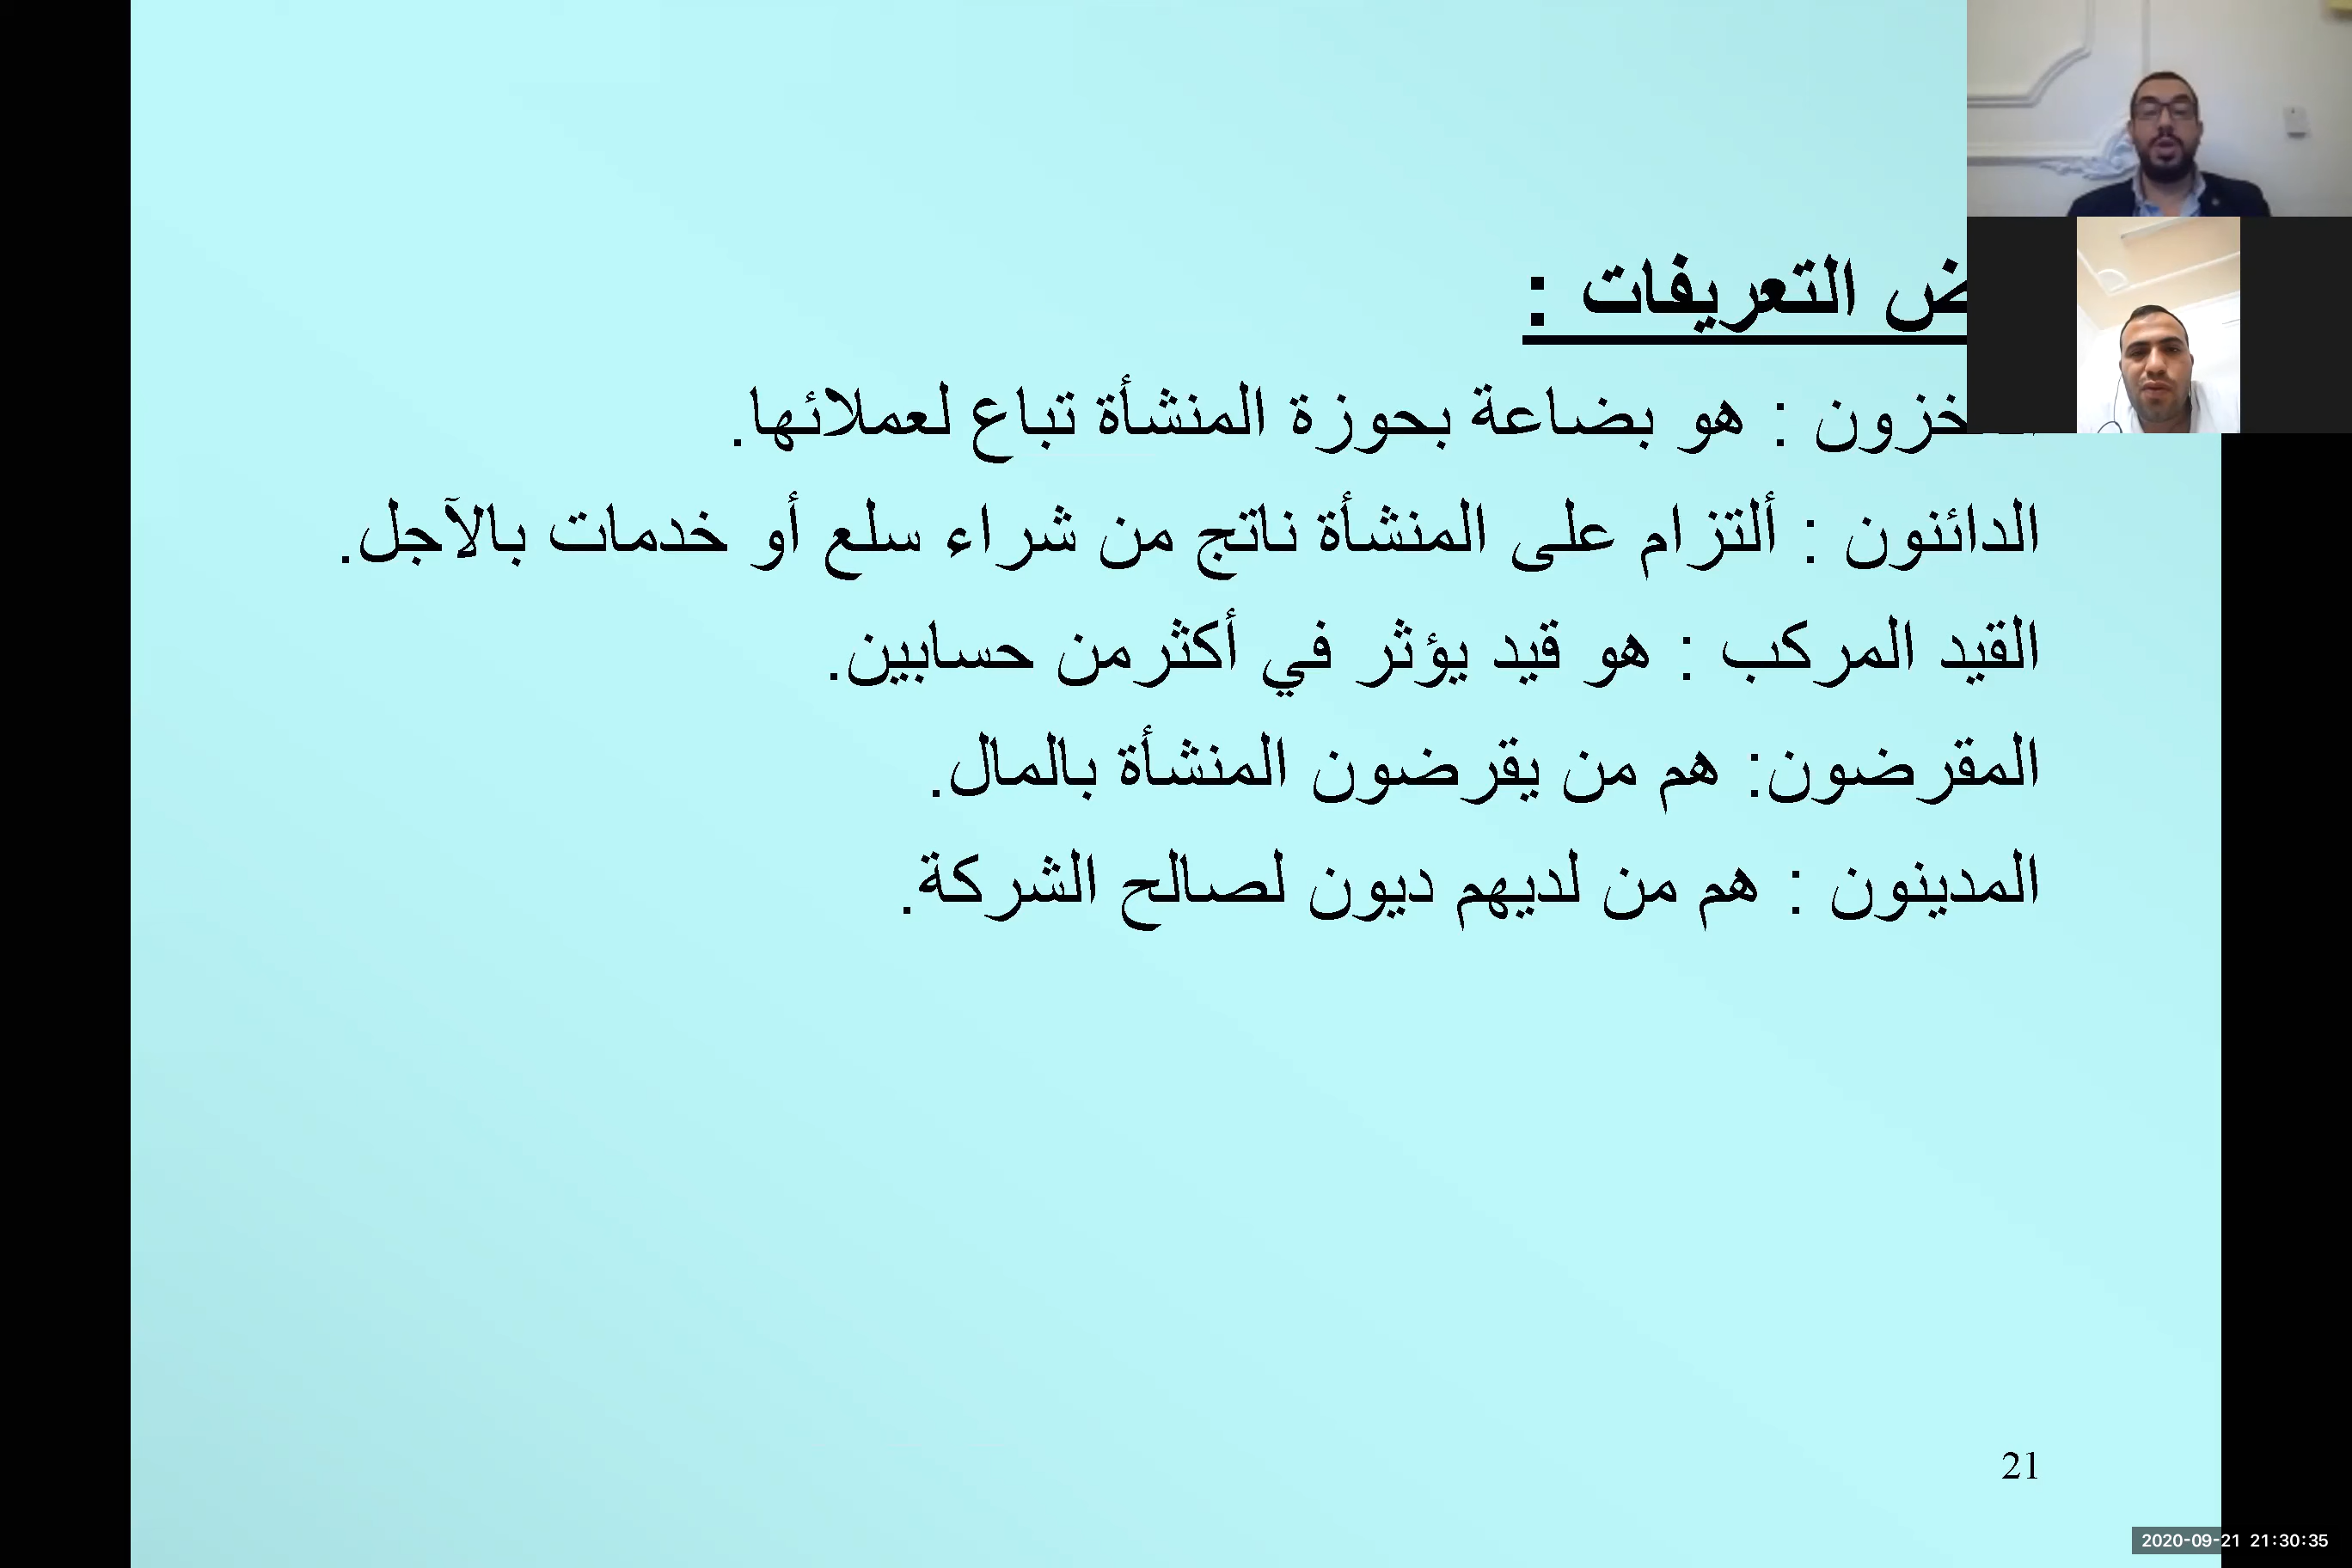 التعريفات :
هو بضاعة بحوزة المنشأة تباع لعملائها.
الدائنون : ألتزام على المنشأة ناتج من شراء سلع أو خدمات بالآجل.
القيد المركب : هو قيد يؤثر في أكثرمن حسابين.
المقرضون: هم من يقرضون المنشأة بالمال.
المدينون : هم من لديهم ديون لصالح الشركة.
21
2020-09-21 21:30:35